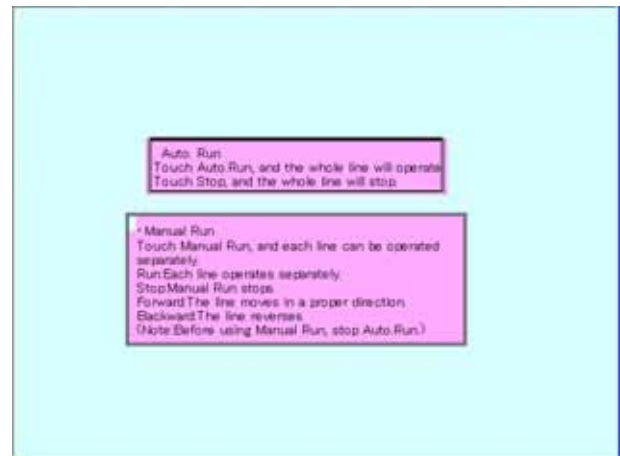 Auto. Run
Touch Auto.Run, and the whole line will operate
Touch Stop, and the whole line will stop.
・Manual Run
Touch Manual Run, and each line can be operated
separately.
Run:Each line operates separately.
Stop:Manual Run stops.
Forward:The line moves in a proper direction.
Backward:The line reverses.
(Note:Before using Manual Run, stop Auto.Run.)